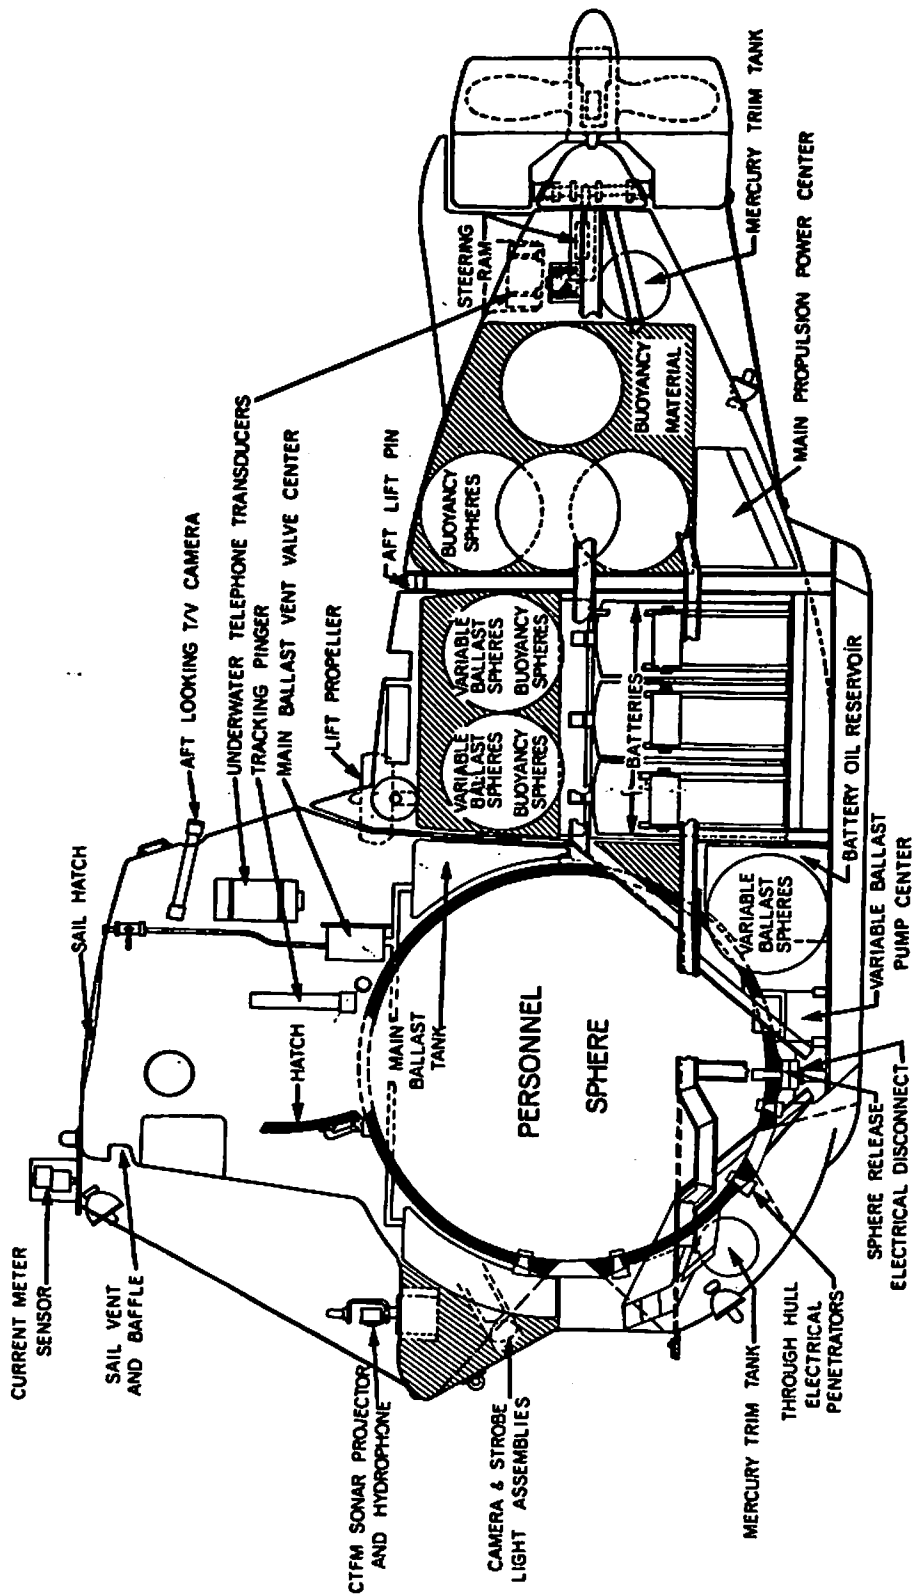 CURRENT METER
SENSOR
SAIL VENT
AND BAFFLE
CTFM SONAR PROJECTOR
AND HYDROPHONE
CAMERA & STROBE
LIGHT ASSEMBLIES
MERCURY TRIM TANK
THROUGH HULL
ELECTRICAL
PENETRATORS
SPHERE RELEASE
ELECTRICAL DISCONNECT
SAIL HATCH
HATCH
MAIN
BALLAST
TANK
PERSONNEL
SPHERE
AFT LOOKING T/V CAMERA
UNDERWATER TELEPHONE TRANSDUCERS
TRACKING PINGER
MAIN BALLAST VENT VALVE CENTER
LIFT PROPELLER
AFT LIFT PIN
VARIABLE
BALLAST
SPHERES
BUOYANCY
SPHERES
VARIABLE
BALLAST
SPHERES
BUOYANCY
SPHERES
BATTERIES
VARIABLE
BALLAST
SPHERES
BATTERY OIL RESERVOIR
VARIABLE BALLAST
PUMP CENTER
BUOYANCY
SPHERES
BUOYANCY
MATERIAL
STEERING
RAM
MERCURY TRIM TANK
MAIN PROPULSION POWER CENTER